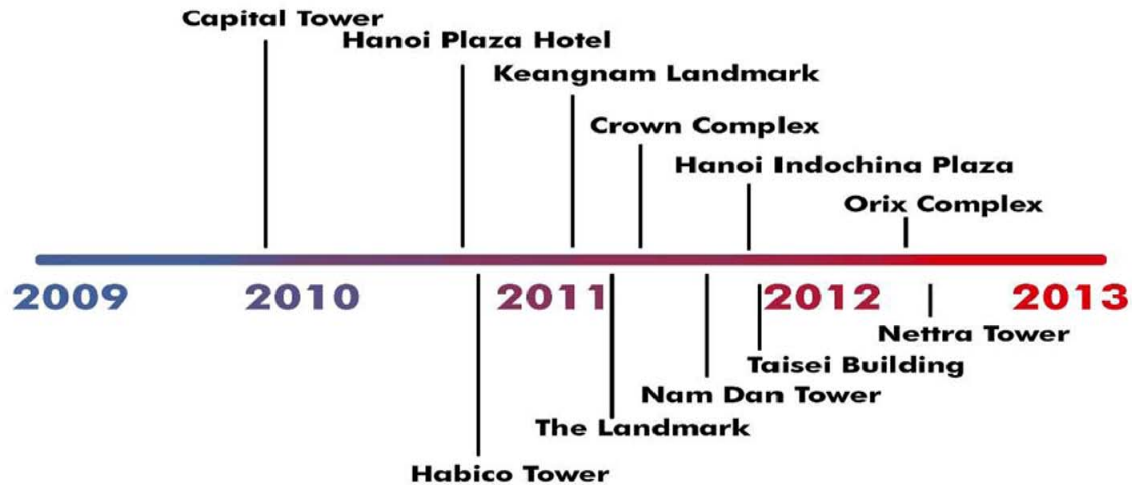 Capital Tower
Hanoi Plaza Hotel
Keangnam Landmark
Crown Complex
Hanoi Indochina Plaza
Orix Complex
2009 2010 2011 2012 2013
Nettra Tower
Taisei Building
Nam Dan Tower
The Landmark
Habico Tower